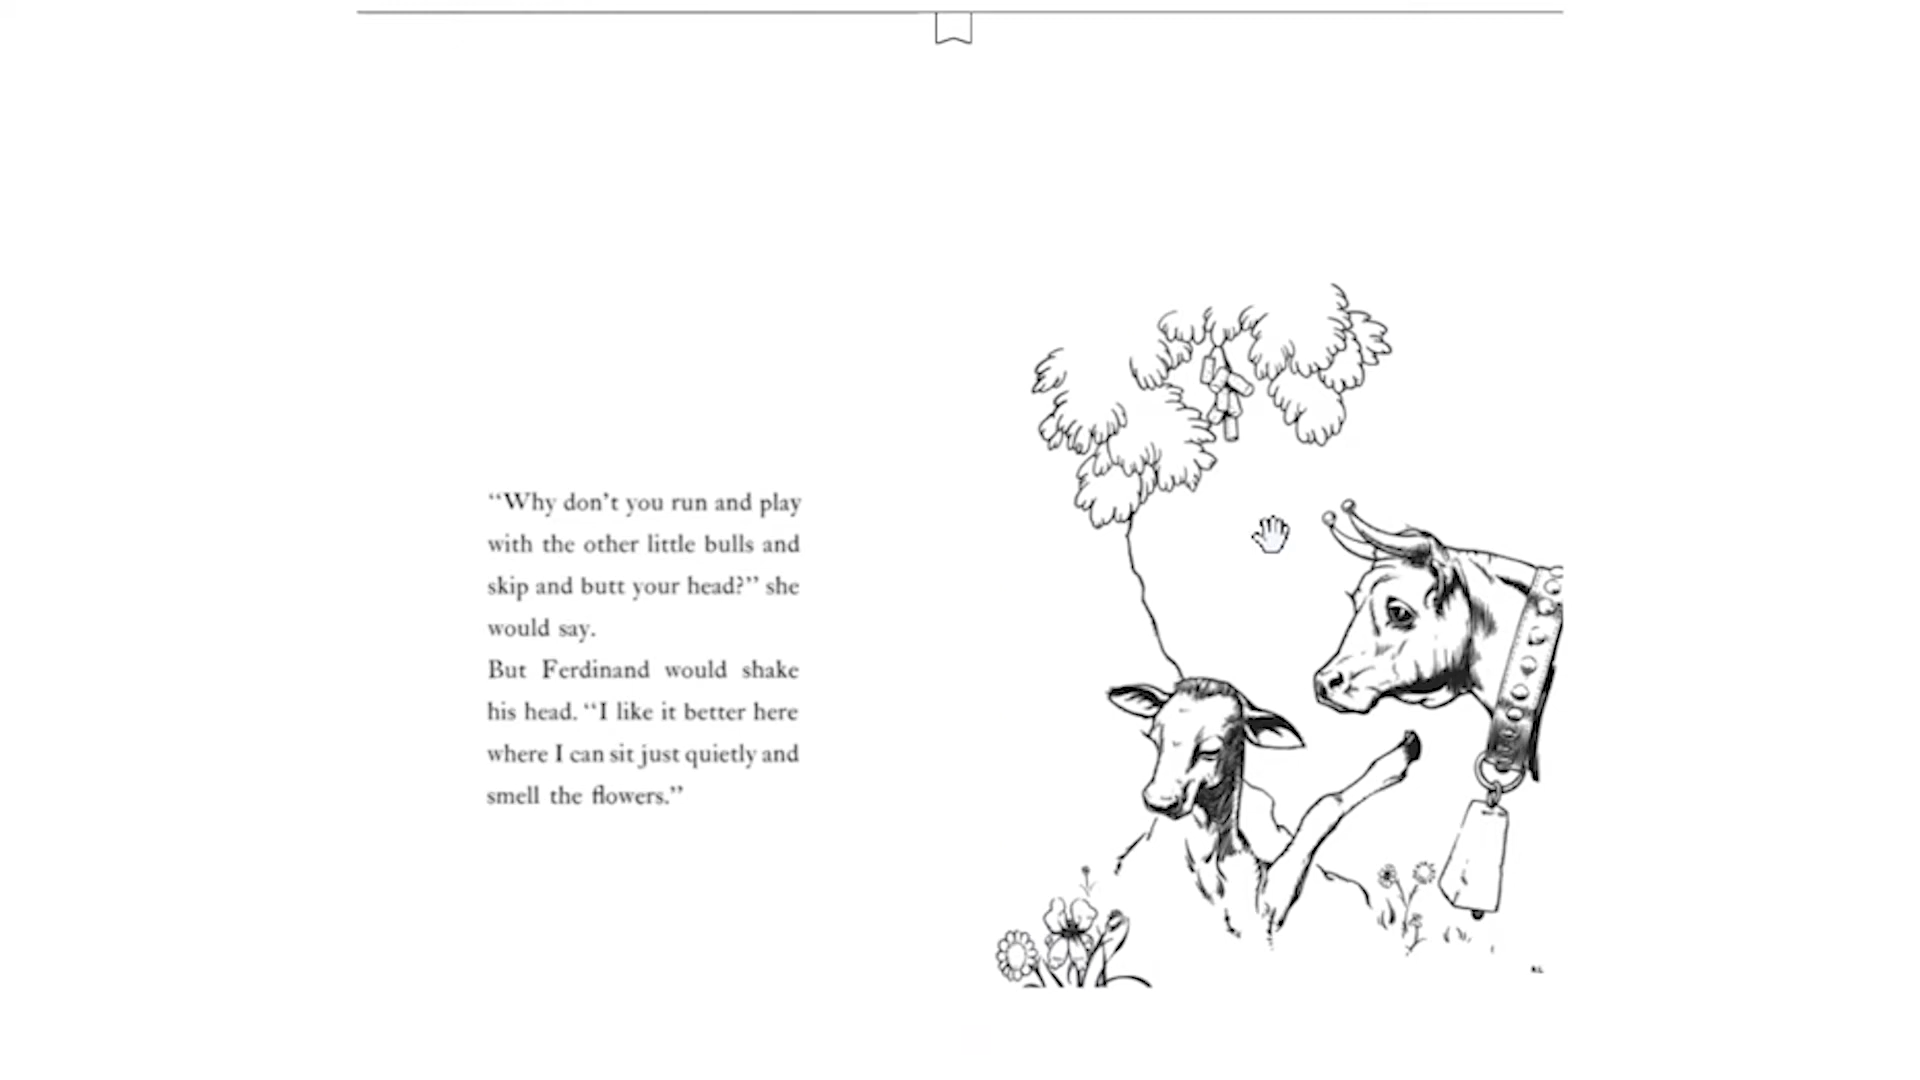 “Why don’t you run and play
with the other little bulls and
skip and butt your head?” she
would say.
But Ferdinand would shake
his head. “I like it better here
where I can sit just quietly and
smell the flowers.”
RL